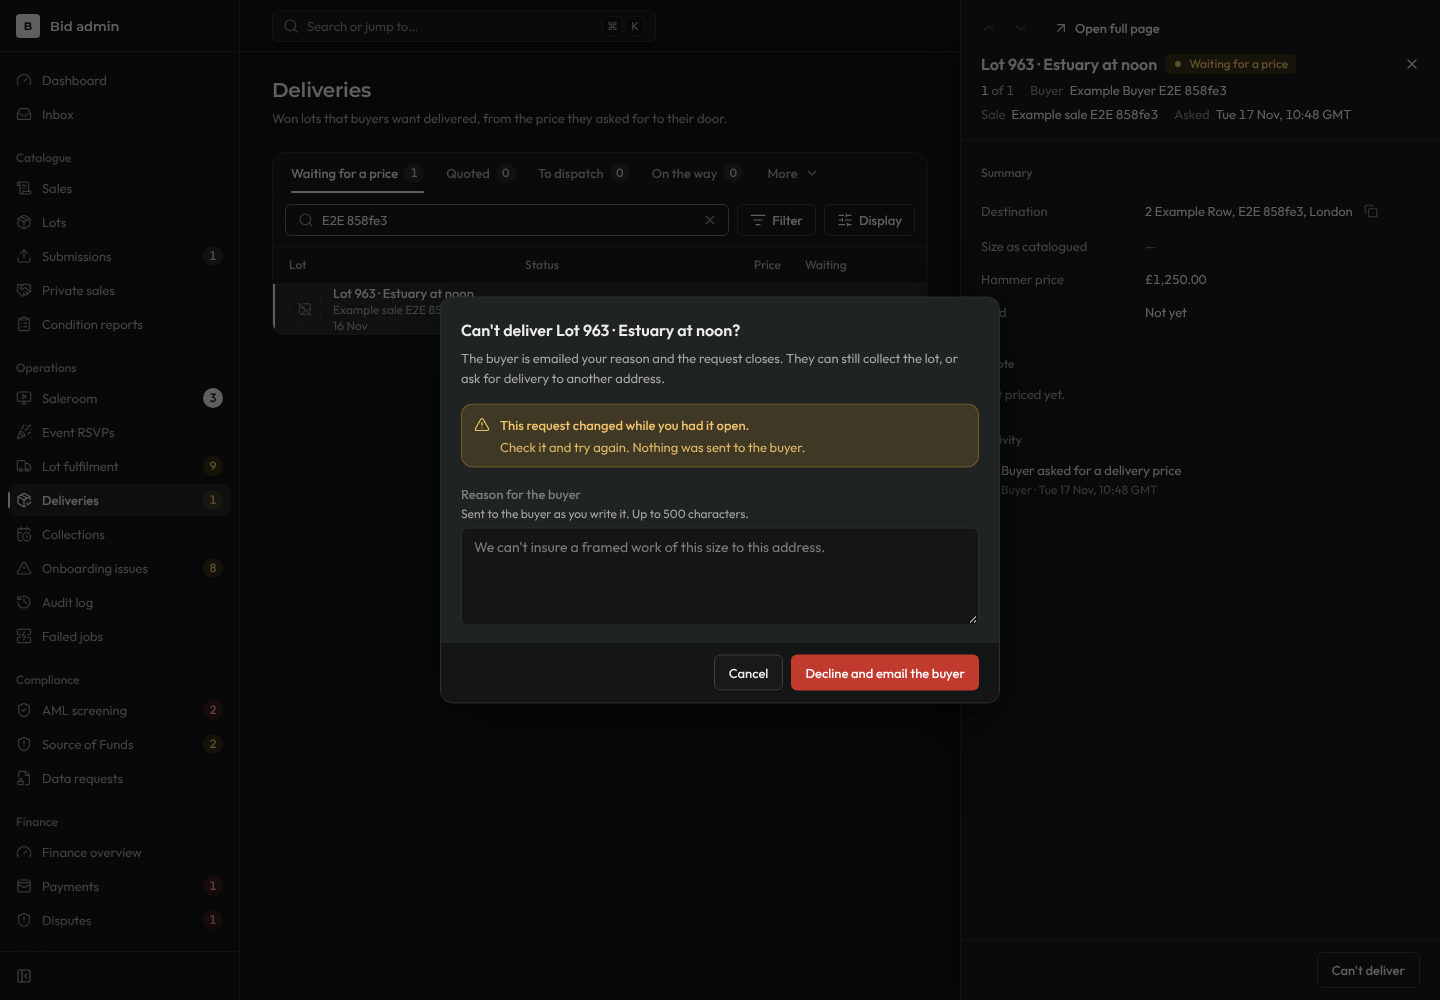 B Bid admin
Search or jump to... ⌘ K
Dashboard
Inbox
Catalogue
Sales
Lots
Submissions 1
Private sales
Condition reports
Operations
Saleroom 3
Event RSVPs
Lot fulfilment 9
Deliveries 1
Collections
Onboarding issues 8
Audit log
Failed jobs
Compliance
AML screening 2
Source of Funds 2
Data requests
Finance
Finance overview
Payments 1
Disputes 1
Deliveries
Won lots that buyers want delivered, from the price they asked for to their door.
Waiting for a price 1 Quoted 0 To dispatch 0 On the way 0 More
E2E 858fe3 Filter Display
Lot Status Price Waiting
Lot 963 · Estuary at noon
Example sale E2E 85
16 Nov
Can't deliver Lot 963 · Estuary at noon?
The buyer is emailed your reason and the request closes. They can still collect the lot, or
ask for delivery to another address.
This request changed while you had it open.
Check it and try again. Nothing was sent to the buyer.
Reason for the buyer
Sent to the buyer as you write it. Up to 500 characters.
We can't insure a framed work of this size to this address.
Cancel Decline and email the buyer
Open full page
Lot 963 · Estuary at noon Waiting for a price
1 of 1 Buyer Example Buyer E2E 858fe3
Sale Example sale E2E 858fe3 Asked Tue 17 Nov, 10:48 GMT
Summary
Destination 2 Example Row, E2E 858fe3, London
Size as catalogued —
Hammer price £1,250.00
Not yet
priced yet.
Buyer asked for a delivery price
Buyer · Tue 17 Nov, 10:48 GMT
Can't deliver